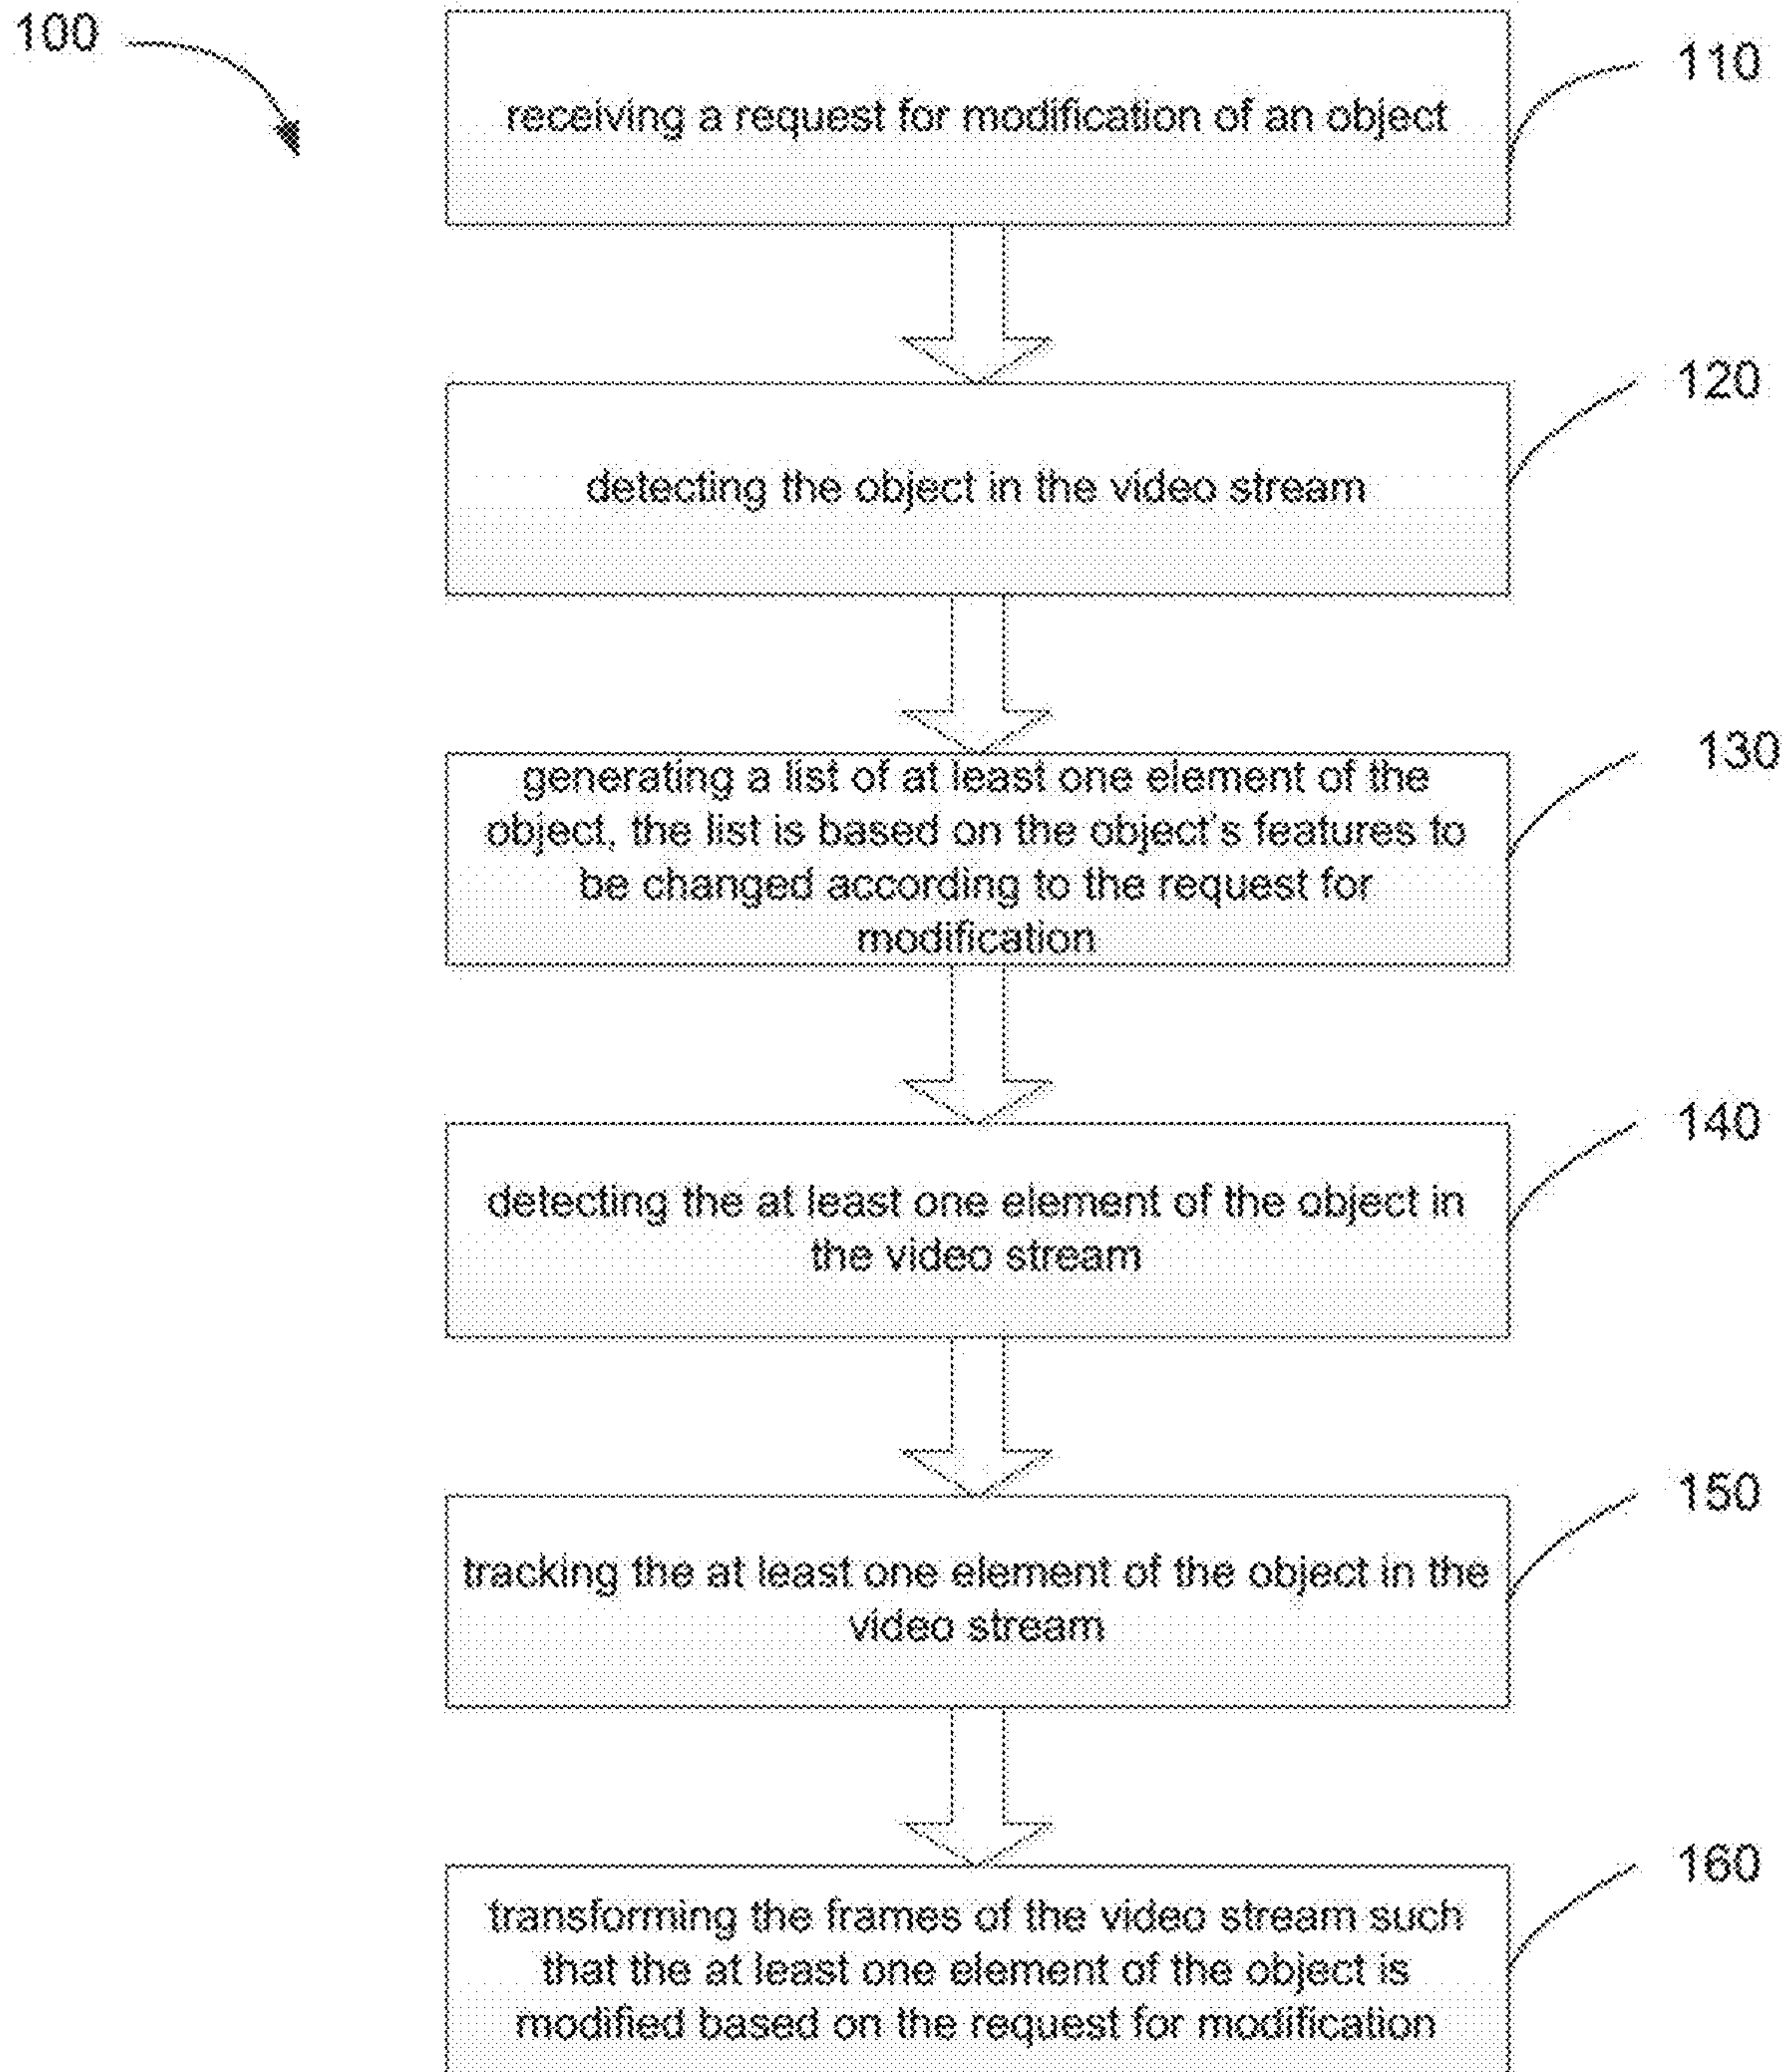 100
110
receiving a request for modification of an object
120
detecting the object in the video stream
130
generating a list of at least one element of the
object, the list is based on the object's features to
be changed according to the request for
modification
140
detecting the at least one element of the object in
the video stream
150
tracking the at least one element of the object in the
video stream
160
transforming the frames of the video stream such
that the at least one element of the object is
modified based on the request for modification